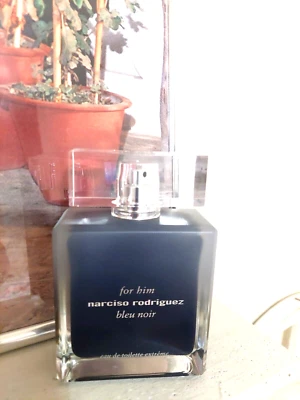 for him
narciso rodriguez
bleu noir
eau de toilette extrême